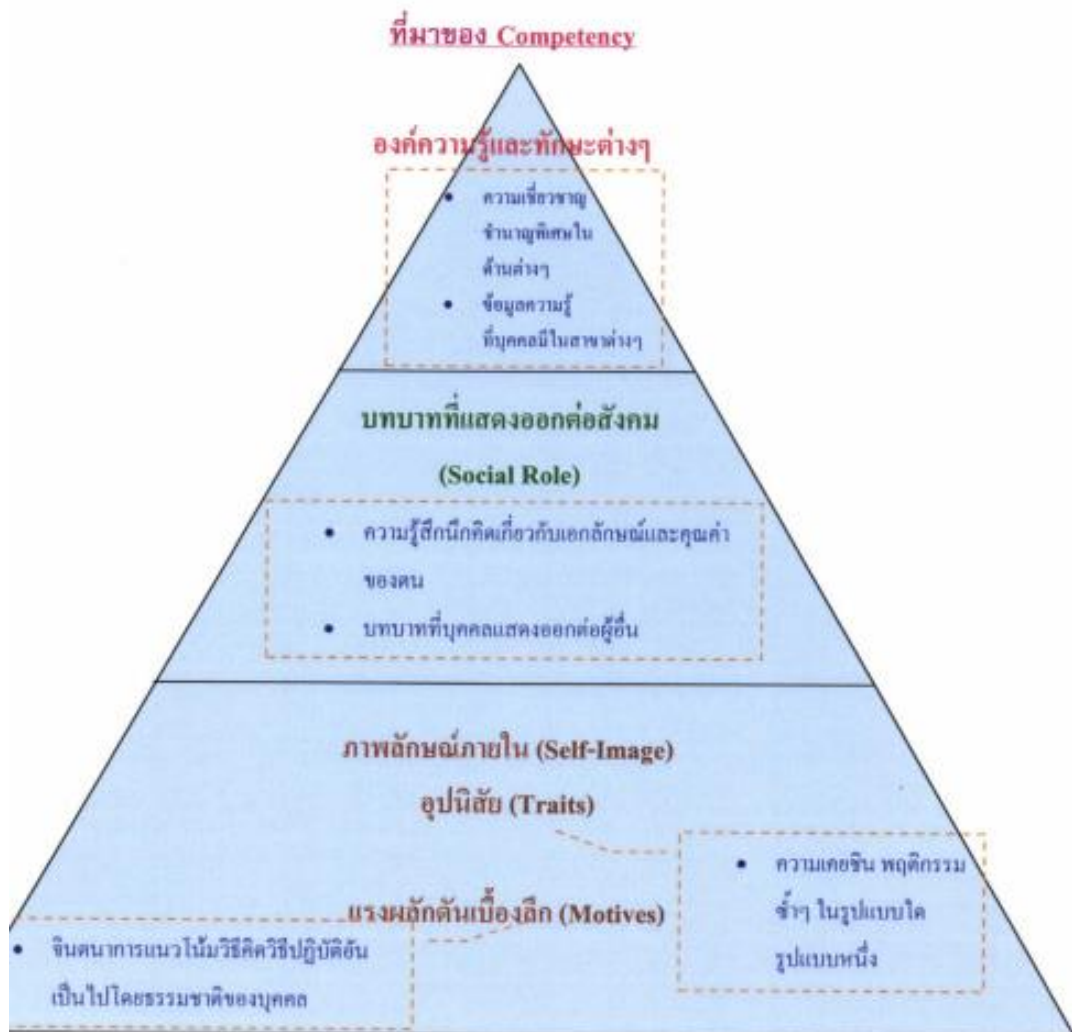 ที่มาของ Competency
องค์ความรู้และทักษะต่างๆ
• ความเชี่ยวชาญ
ชำนาญพิเศษใน
ด้านต่างๆ
• ข้อมูลความรู้
ที่บุคคลมีในสาขาต่างๆ
บทบาทที่แสดงออกต่อสังคม
(Social Role)
• ความรู้สึกนึกคิดเกี่ยวกับเอกลักษณ์และคุณค่า
ของตน
• บทบาทที่บุคคลแสดงออกต่อผู้อื่น
ภาพลักษณ์ภายใน (Self-Image)
อุปนิสัย (Traits)
• ความเคยชิน พฤติกรรม
ซ้ำๆ ในรูปแบบใด
รูปแบบหนึ่ง
แรงผลักดันเบื้องลึก (Motives)
• จินตนาการแนวโน้มวิธีคิดวิธีปฏิบัติอัน
เป็นไปโดยธรรมชาติของบุคคล